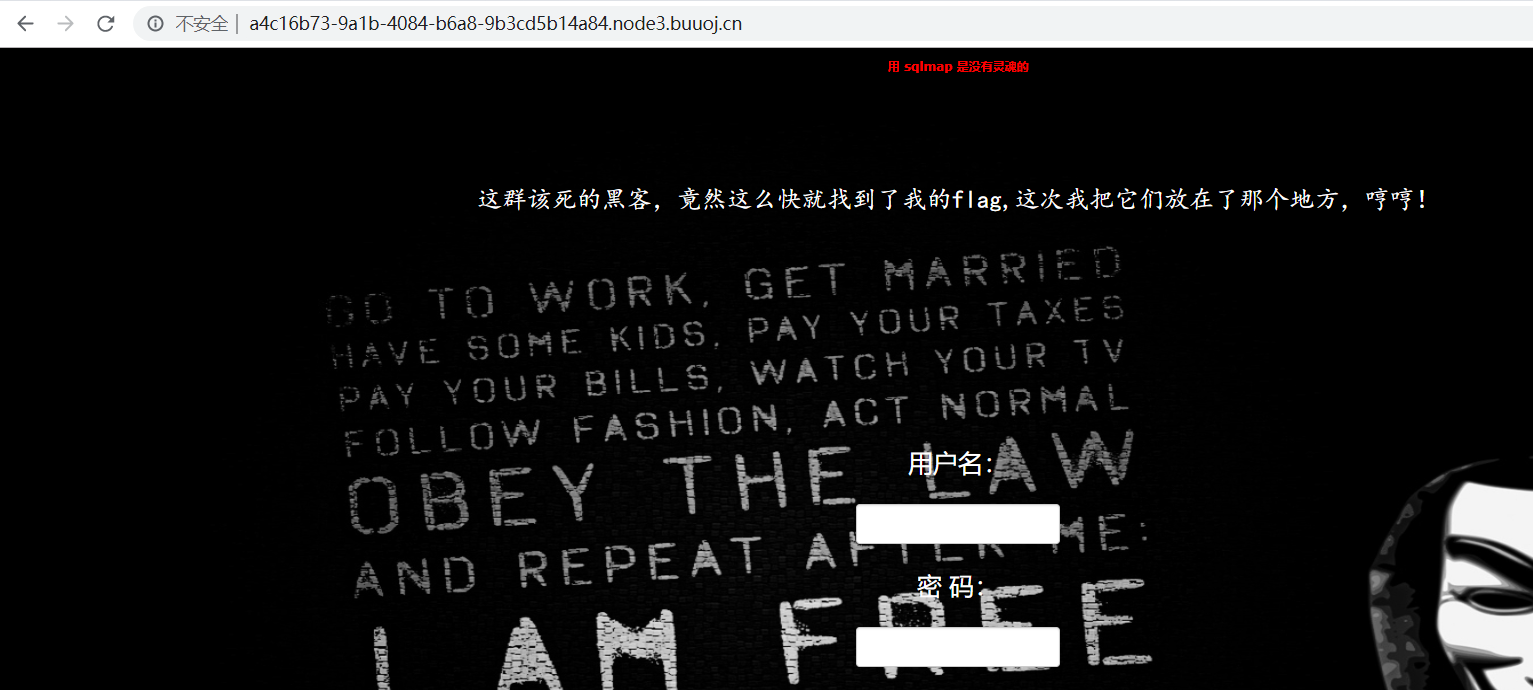 不安全 | a4c16b73-9a1b-4084-b6a8-9b3cd5b14a84.node3.buuoj.cn
用 sqlmap 是没有灵魂的
这群该死的黑客，竟然这么快就找到了我的flag,这次我把它们放在了那个地方，哼哼！
GO TO WORK, GET MARRIED
HAVE SOME KIDS, PAY YOUR TAXES
PAY YOUR BILLS, WATCH YOUR TV
FOLLOW FASHION, ACT NORMAL
OBEY THE LAW
用户名：
AND REPEAT AFTER ME:
密 码：
I AM FREE